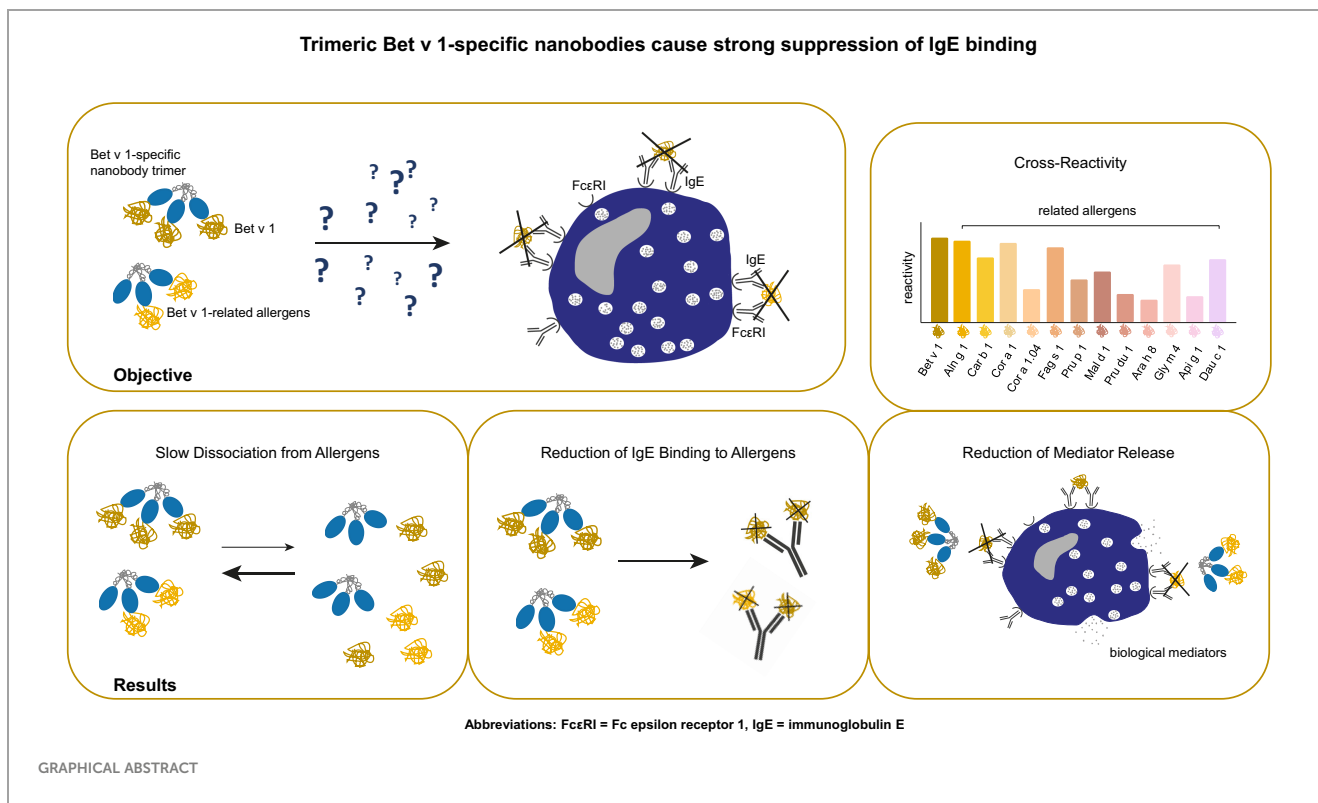 Trimeric Bet v 1-specific nanobodies cause strong suppression of IgE binding
Bet v 1-specific
nanobody trimer
Bet v 1
Bet v 1-related allergens
? ? ?
? ? ?
?
? ? ?
? ?
?
FcεRI
IgE
IgE
FcεRI
Objective
Cross-Reactivity
related allergens
reactivity
Bet v 1
Aln g 1
Car b 1
Cor a 1
Cor a 1.04
Fag s 1
Pru p 1
Mal d 1
Pru du 1
Ara h 8
Gly m 4
Api g 1
Dau c 1
Slow Dissociation from Allergens
Results
Reduction of IgE Binding to Allergens
Reduction of Mediator Release
biological mediators
Abbreviations: FcεRI = Fc epsilon receptor 1, IgE = immunoglobulin E
GRAPHICAL ABSTRACT